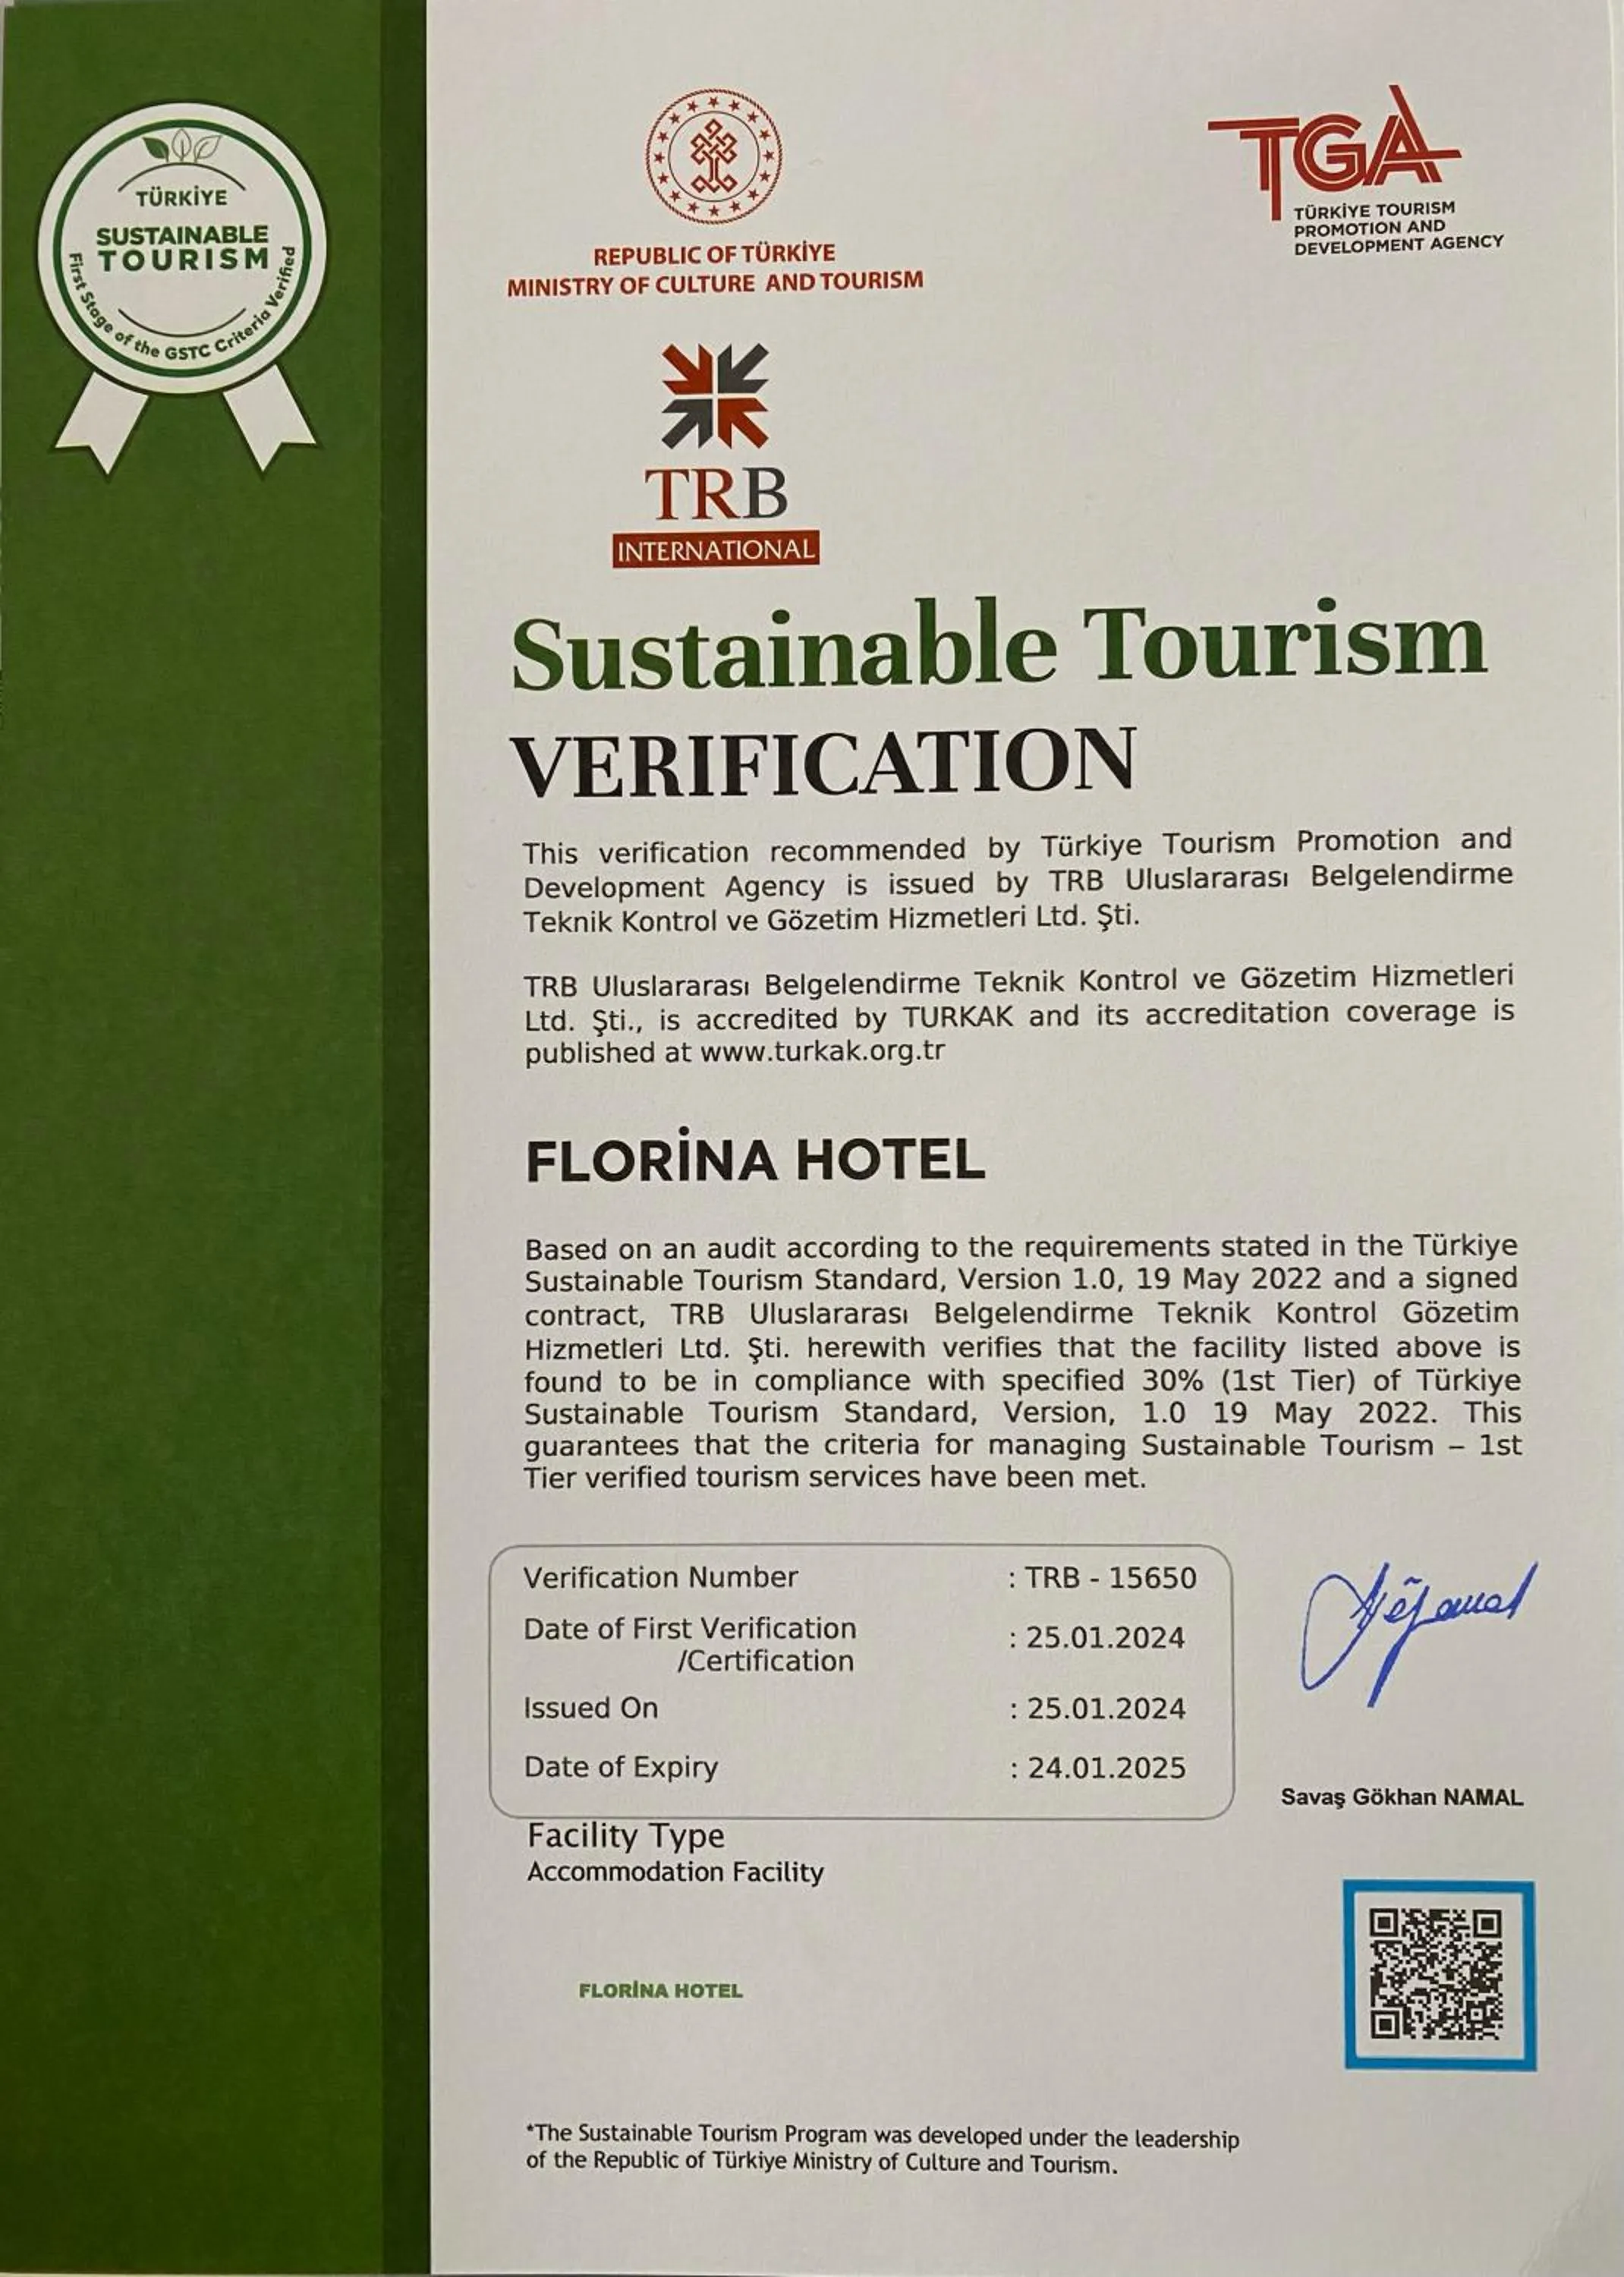 TÜRKİYE
SUSTAINABLE
TOURISM
First Stage of the GSTC Criteria Verified
REPUBLIC OF TÜRKİYE
MINISTRY OF CULTURE AND TOURISM
TGA
TÜRKİYE TOURISM
PROMOTION AND
DEVELOPMENT AGENCY
TRB
INTERNATIONAL
Sustainable Tourism
VERIFICATION
This verification recommended by Türkiye Tourism Promotion and
Development Agency is issued by TRB Uluslararası Belgelendirme
Teknik Kontrol ve Gözetim Hizmetleri Ltd. Şti.
TRB Uluslararası Belgelendirme Teknik Kontrol ve Gözetim Hizmetleri
Ltd. Şti., is accredited by TURKAK and its accreditation coverage is
published at www.turkak.org.tr
FLORİNA HOTEL
Based on an audit according to the requirements stated in the Türkiye
Sustainable Tourism Standard, Version 1.0, 19 May 2022 and a signed
contract, TRB Uluslararası Belgelendirme Teknik Kontrol Gözetim
Hizmetleri Ltd. Şti. herewith verifies that the facility listed above is
found to be in compliance with specified 30% (1st Tier) of Türkiye
Sustainable Tourism Standard, Version, 1.0 19 May 2022. This
guarantees that the criteria for managing Sustainable Tourism – 1st
Tier verified tourism services have been met.
Verification Number : TRB - 15650
Date of First Verification : 25.01.2024
/Certification
Issued On : 25.01.2024
Date of Expiry : 24.01.2025
Savaş Gökhan NAMAL
Facility Type
Accommodation Facility
FLORİNA HOTEL
*The Sustainable Tourism Program was developed under the leadership
of the Republic of Türkiye Ministry of Culture and Tourism.